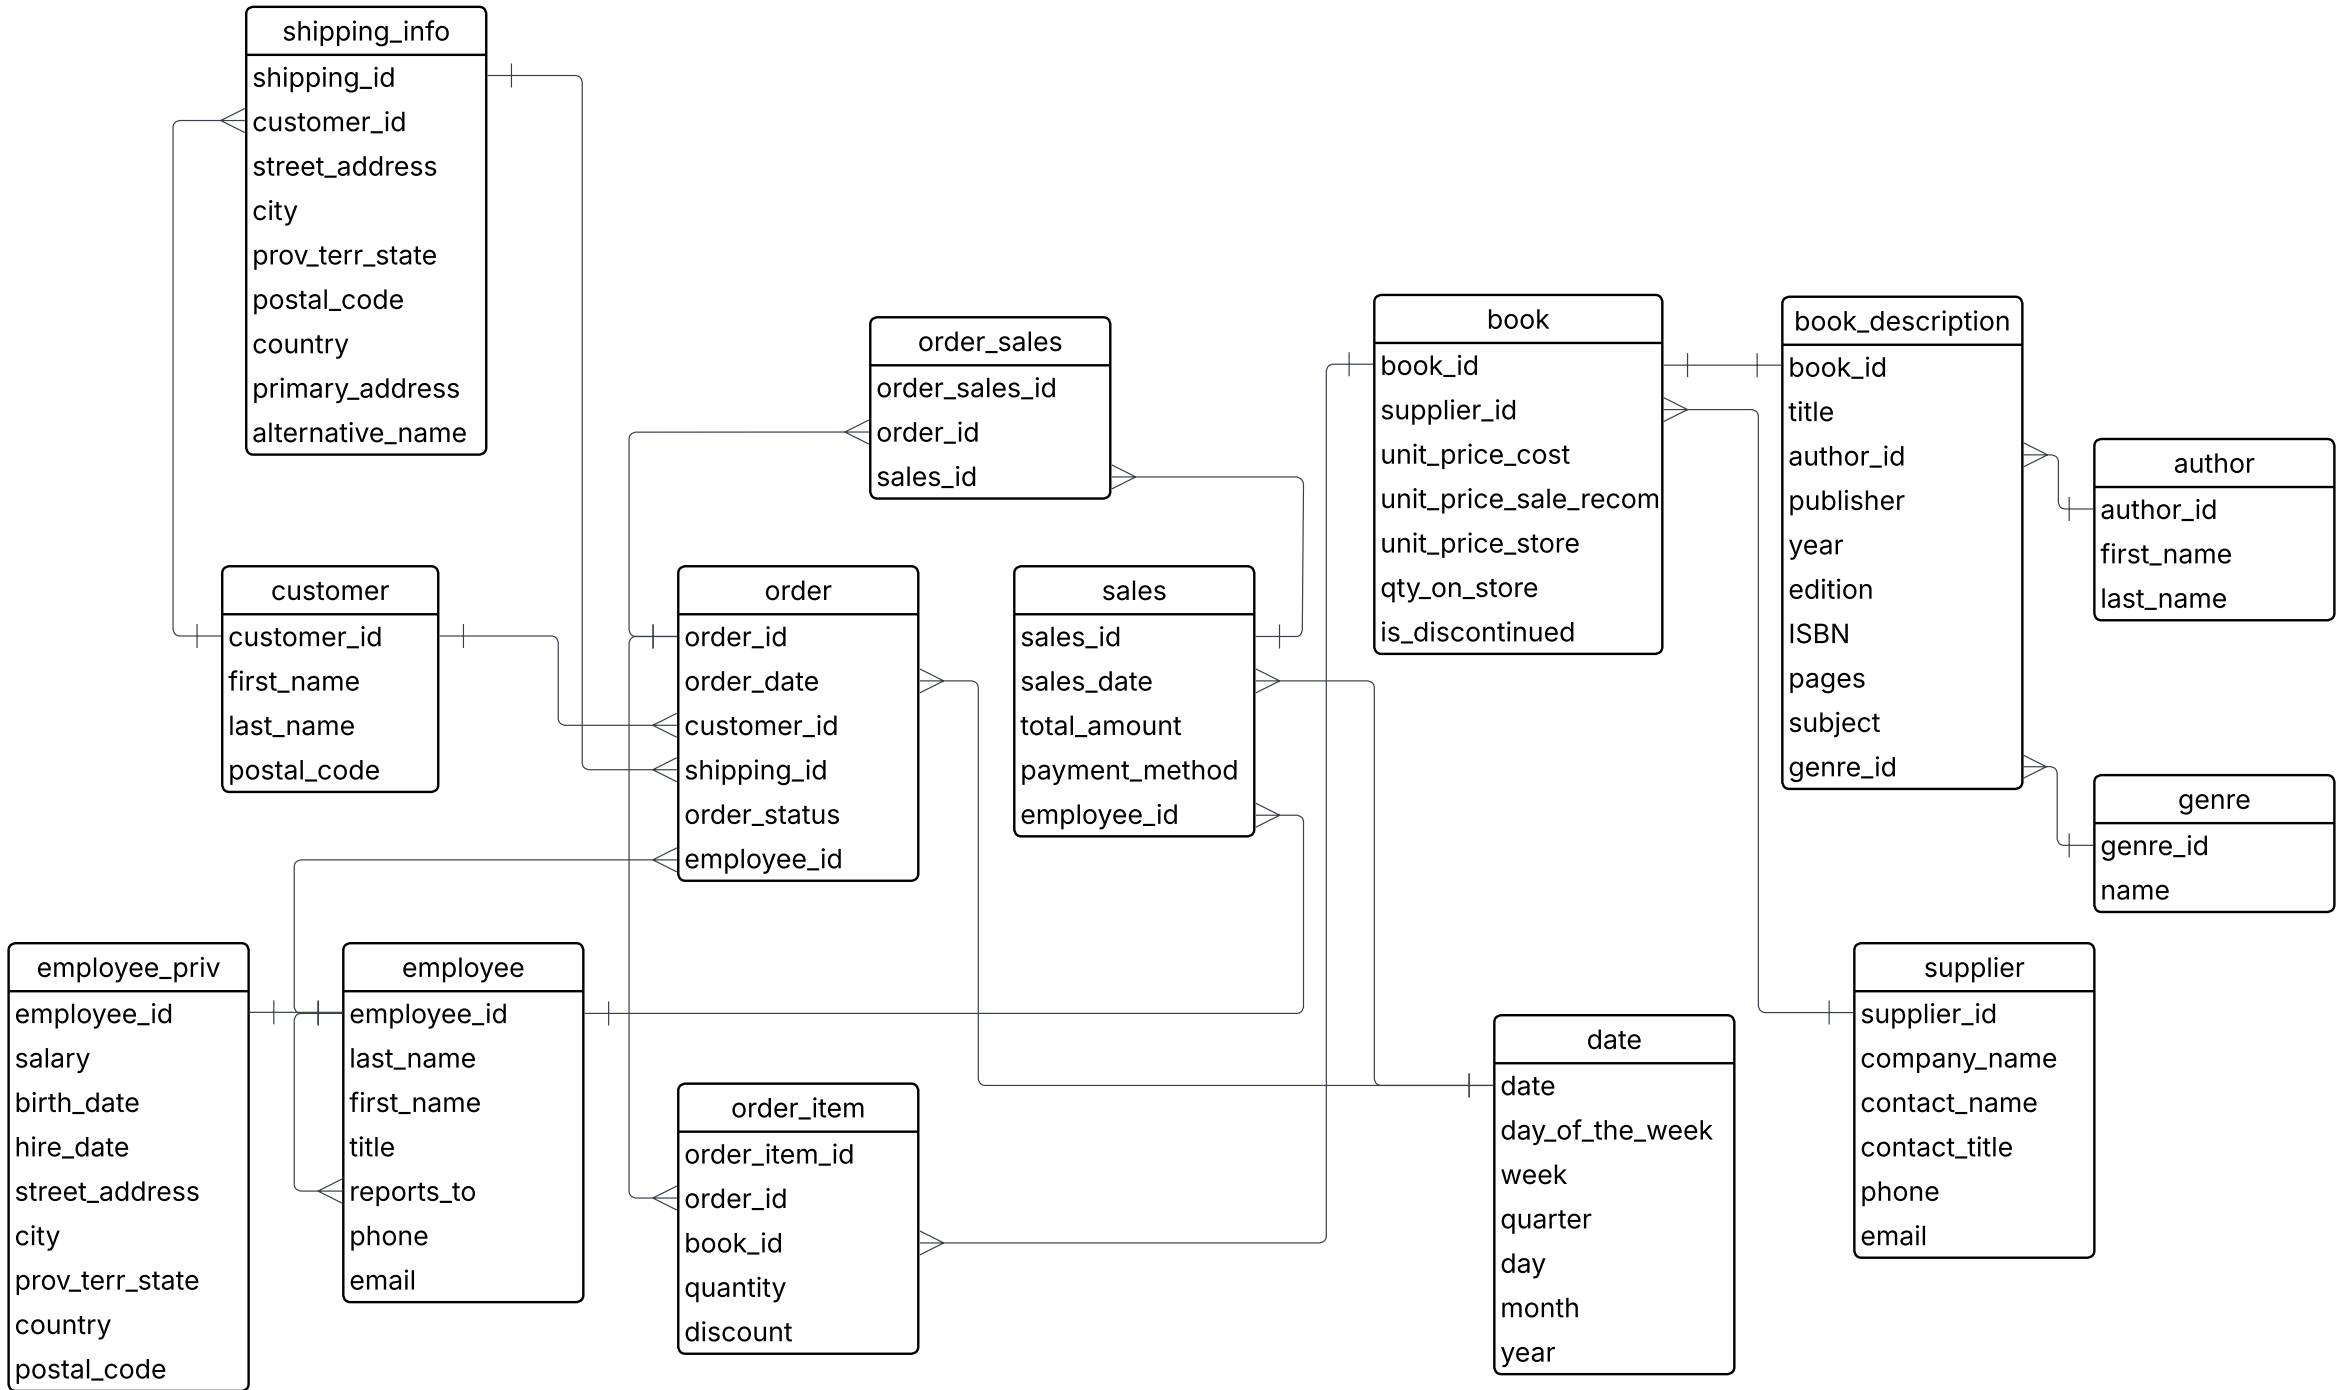 shipping_info
shipping_id
customer_id
street_address
city
prov_terr_state
postal_code
country
primary_address
alternative_name
order_sales
order_sales_id
order_id
sales_id
book
book_id
supplier_id
unit_price_cost
unit_price_sale_recom
unit_price_store
qty_on_store
is_discontinued
book_description
book_id
title
author_id
publisher
year
edition
ISBN
pages
subject
genre_id
author
author_id
first_name
last_name
customer
customer_id
first_name
last_name
postal_code
order
order_id
order_date
customer_id
shipping_id
order_status
employee_id
sales
sales_id
sales_date
total_amount
payment_method
employee_id
genre
genre_id
name
employee_priv
employee_id
salary
birth_date
hire_date
street_address
city
prov_terr_state
country
postal_code
employee
employee_id
last_name
first_name
title
reports_to
phone
email
order_item
order_item_id
order_id
book_id
quantity
discount
date
date
day_of_the_week
week
quarter
day
month
year
supplier
supplier_id
company_name
contact_name
contact_title
phone
email